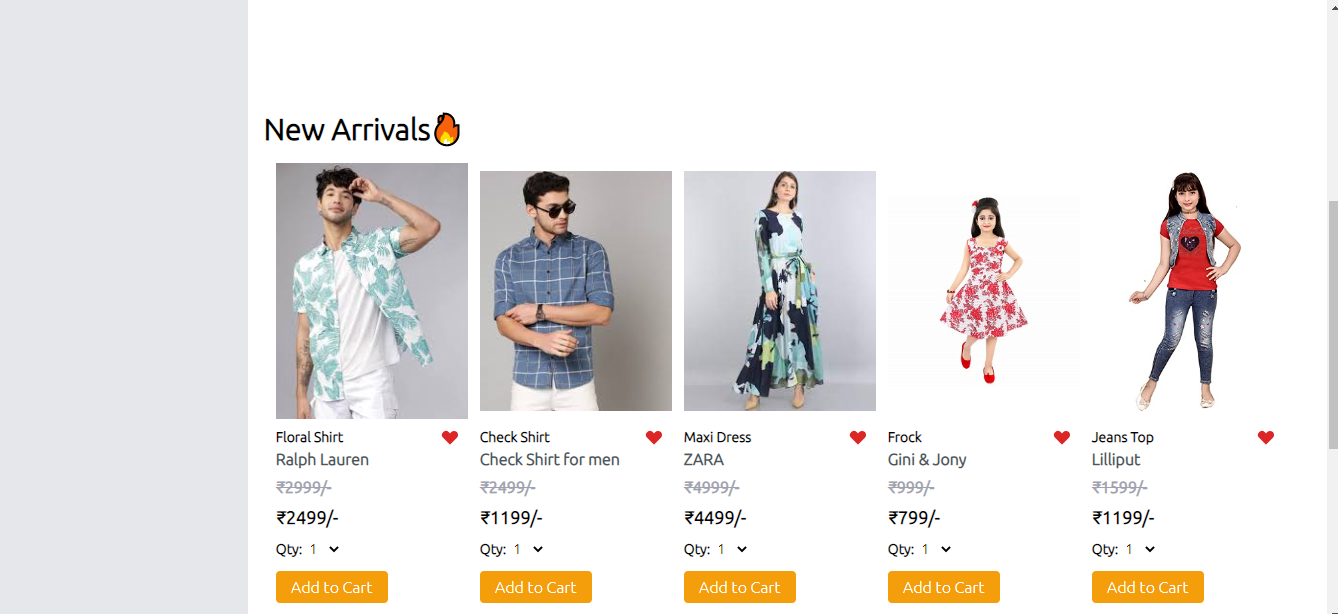 New Arrivals🔥
Floral Shirt
Ralph Lauren
₹2999/-
₹2499/-
Qty: 1
Add to Cart
Check Shirt
Check Shirt for men
₹2499/-
₹1199/-
Qty: 1
Add to Cart
Maxi Dress
ZARA
₹4999/-
₹4499/-
Qty: 1
Add to Cart
Frock
Gini & Jony
₹999/-
₹799/-
Qty: 1
Add to Cart
Jeans Top
Lilliput
₹1599/-
₹1199/-
Qty: 1
Add to Cart